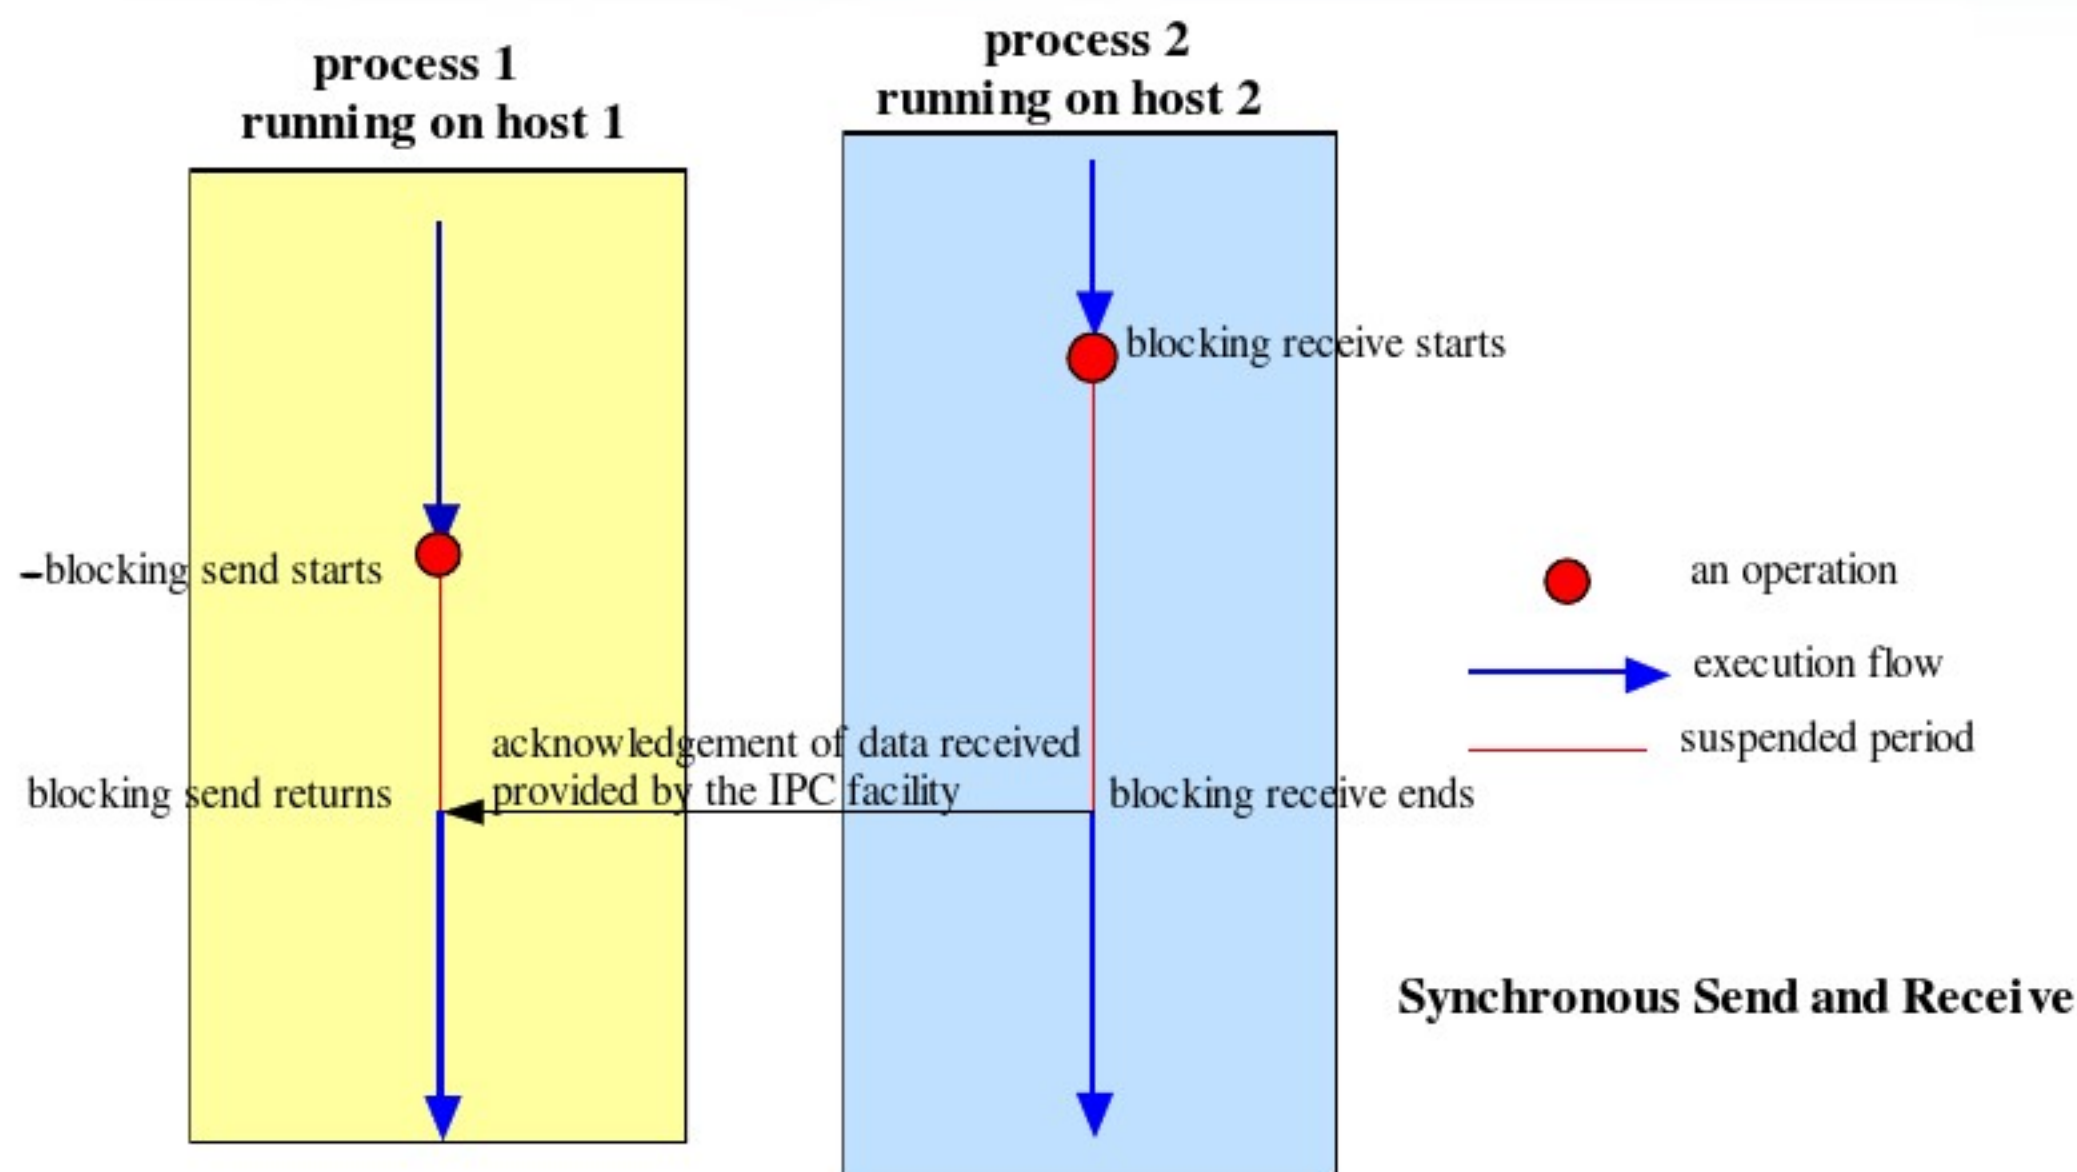 process 1
running on host 1
process 2
running on host 2
blocking receive starts
–blocking send starts
an operation
execution flow
suspended period
acknowledgement of data received
provided by the IPC facility
blocking send returns
blocking receive ends
Synchronous Send and Receive